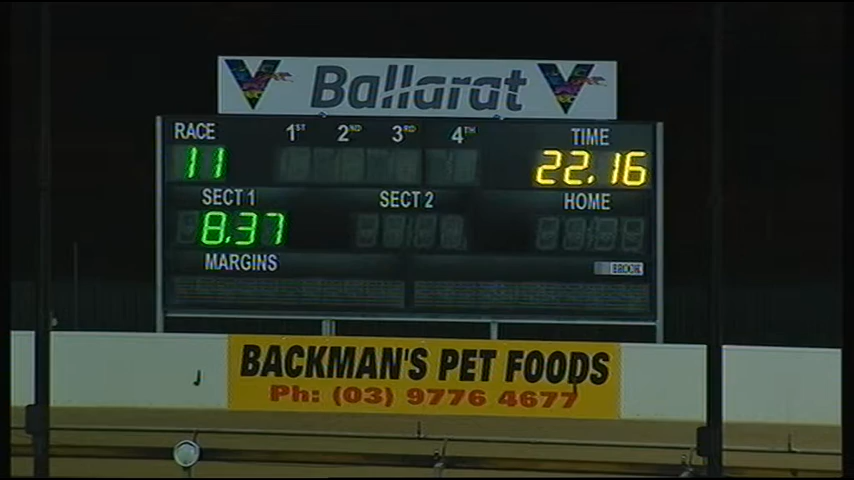 Ballarat
RACE 1ST 2ND 3RD 4TH TIME
11 22.16
SECT 1 SECT 2 HOME
8.37
MARGINS
BROOK
BACKMAN'S PET FOODS
Ph: (03) 9776 4677